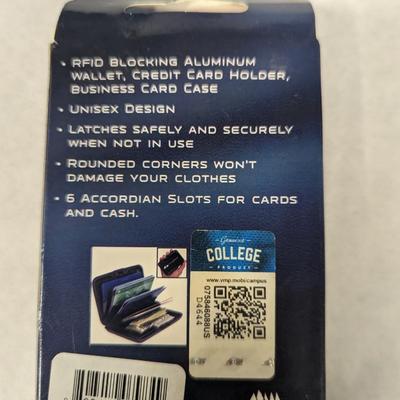 • RFID BLOCKING ALUMINUM
WALLET, CREDIT CARD HOLDER,
BUSINESS CARD CASE
• UNISEX DESIGN
• LATCHES SAFELY AND SECURELY
WHEN NOT IN USE
• ROUNDED CORNERS WON'T
DAMAGE YOUR CLOTHES
• 6 ACCORDIAN SLOTS FOR CARDS
AND CASH.
Genuine
COLLEGE
PRODUCT
www.vmp.mobi/campus
075846088US
D4644